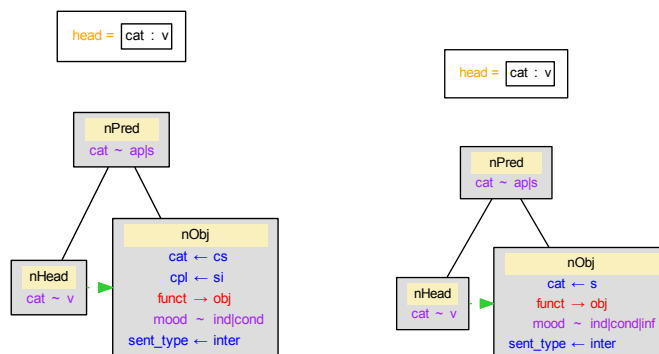 head = cat : v
nPred
cat ~ ap|s
nHead
cat ~ v
nObj
cat ← cs
cpl ← si
funct → obj
mood ~ ind|cond
sent_type ← inter
head = cat : v
nPred
cat ~ ap|s
nHead
cat ~ v
nObj
cat ← s
funct → obj
mood ~ ind|cond|inf
sent_type ← inter